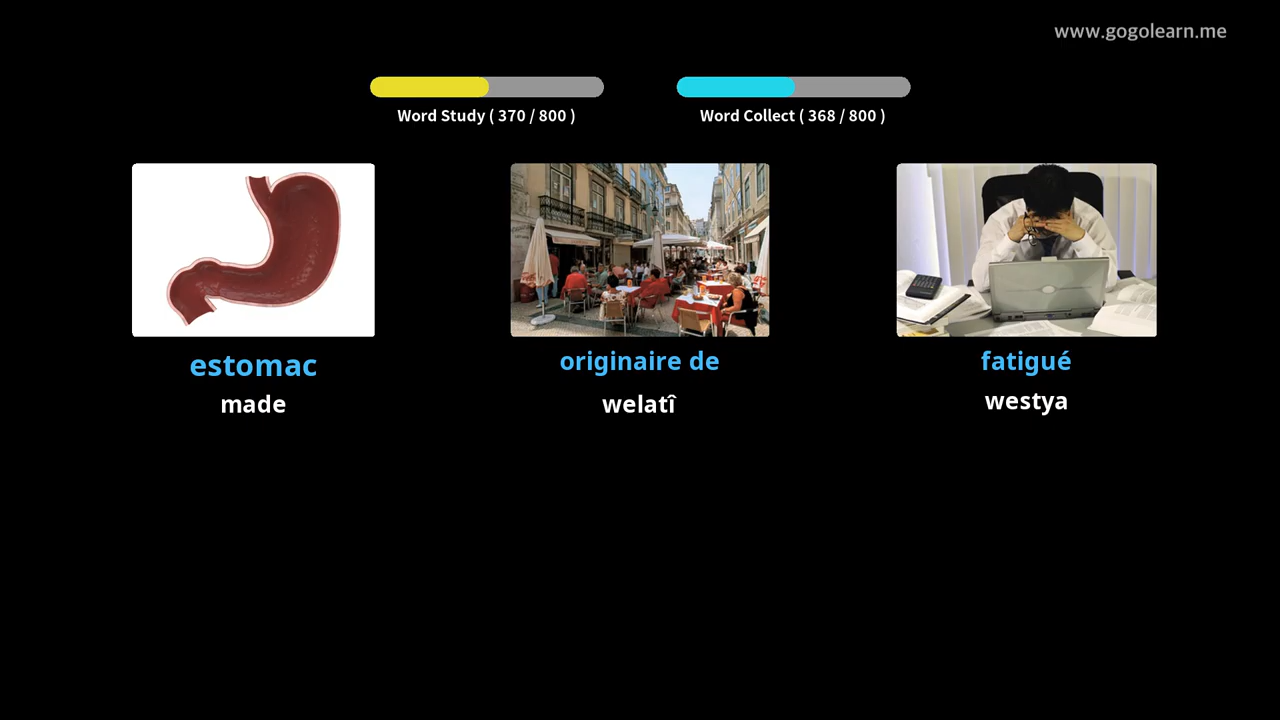 www.gogolearn.me
Word Study ( 370 / 800 )
Word Collect ( 368 / 800 )
estomac
made
originaire de
welatî
fatigué
westya